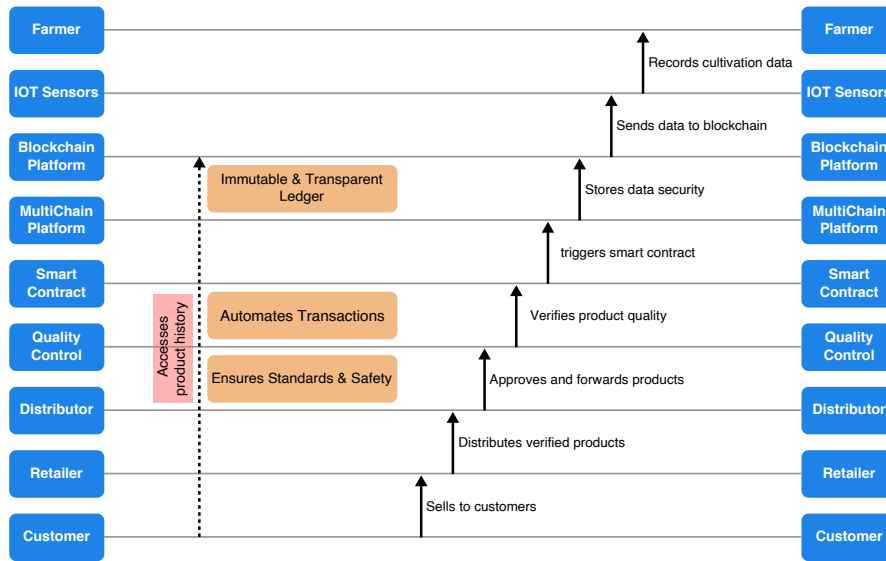 Farmer
Farmer
Records cultivation data
IOT Sensors
IOT Sensors
Sends data to blockchain
Blockchain
Platform
Blockchain
Platform
Immutable & Transparent
Ledger
Stores data security
MultiChain
Platform
MultiChain
Platform
triggers smart contract
Smart
Contract
Smart
Contract
Accesses
product history
Automates Transactions
Verifies product quality
Quality
Control
Quality
Control
Ensures Standards & Safety
Approves and forwards products
Distributor
Distributor
Distributes verified products
Retailer
Retailer
Sells to customers
Customer
Customer